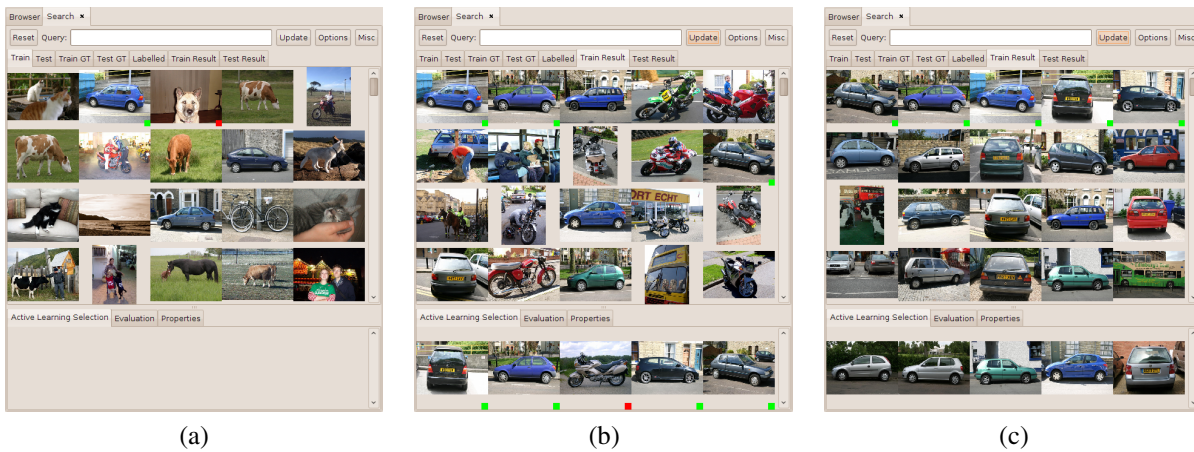 Browser Search ×
Reset Query: Update Options Misc
Train Test Train GT Test GT Labelled Train Result Test Result
Active Learning Selection Evaluation Properties
(a)
Browser Search ×
Reset Query: Update Options Misc
Train Test Train GT Test GT Labelled Train Result Test Result
ORT ECHT
Active Learning Selection Evaluation Properties
(b)
Browser Search ×
Reset Query: Update Options Misc
Train Test Train GT Test GT Labelled Train Result Test Result
Active Learning Selection Evaluation Properties
(c)